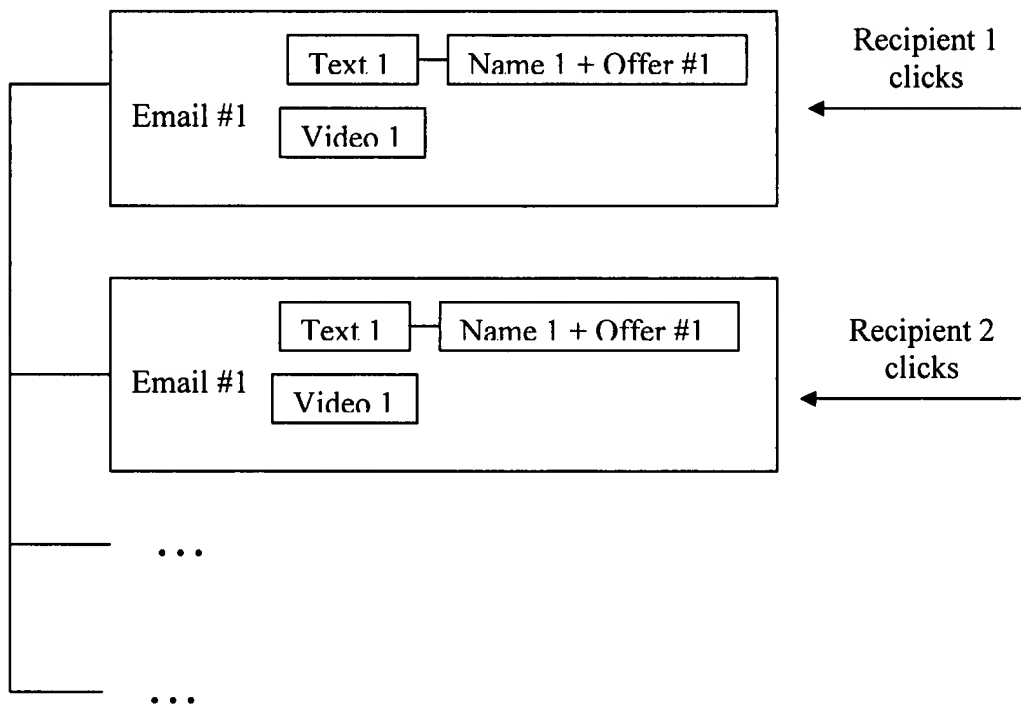 Text 1
Name 1 + Offer #1
Recipient 1
clicks
Email #1
Video 1
Text 1
Name 1 + Offer #1
Recipient 2
clicks
Email #1
Video 1
...
...